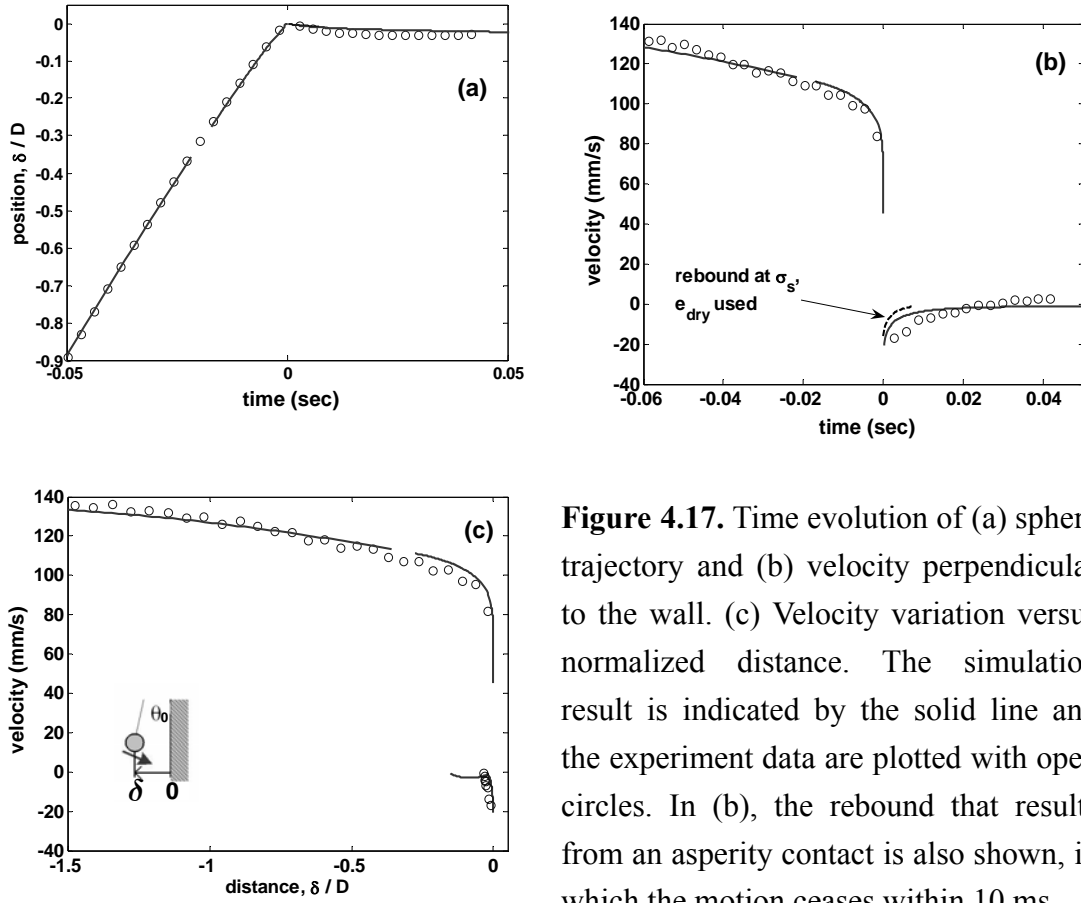 0
-0.1
-0.2
-0.3
-0.4
-0.5
-0.6
-0.7
-0.8
-0.9
-0.05
0
0.05
position, δ / D
time (sec)
(a)
140
120
100
80
60
40
20
0
-20
-40
-0.06
-0.04
-0.02
0
0.02
0.04
velocity (mm/s)
time (sec)
(b)
rebound at σs,
edry used
140
120
100
80
60
40
20
0
-20
-40
-1.5
-1
-0.5
0
velocity (mm/s)
distance, δ / D
(c)
θ0
δ
0
Figure 4.17. Time evolution of (a) spher
trajectory and (b) velocity perpendicula
to the wall. (c) Velocity variation versu
normalized distance. The simulatio
result is indicated by the solid line an
the experiment data are plotted with ope
circles. In (b), the rebound that result
from an asperity contact is also shown, i
which the motion ceases within 10 ms